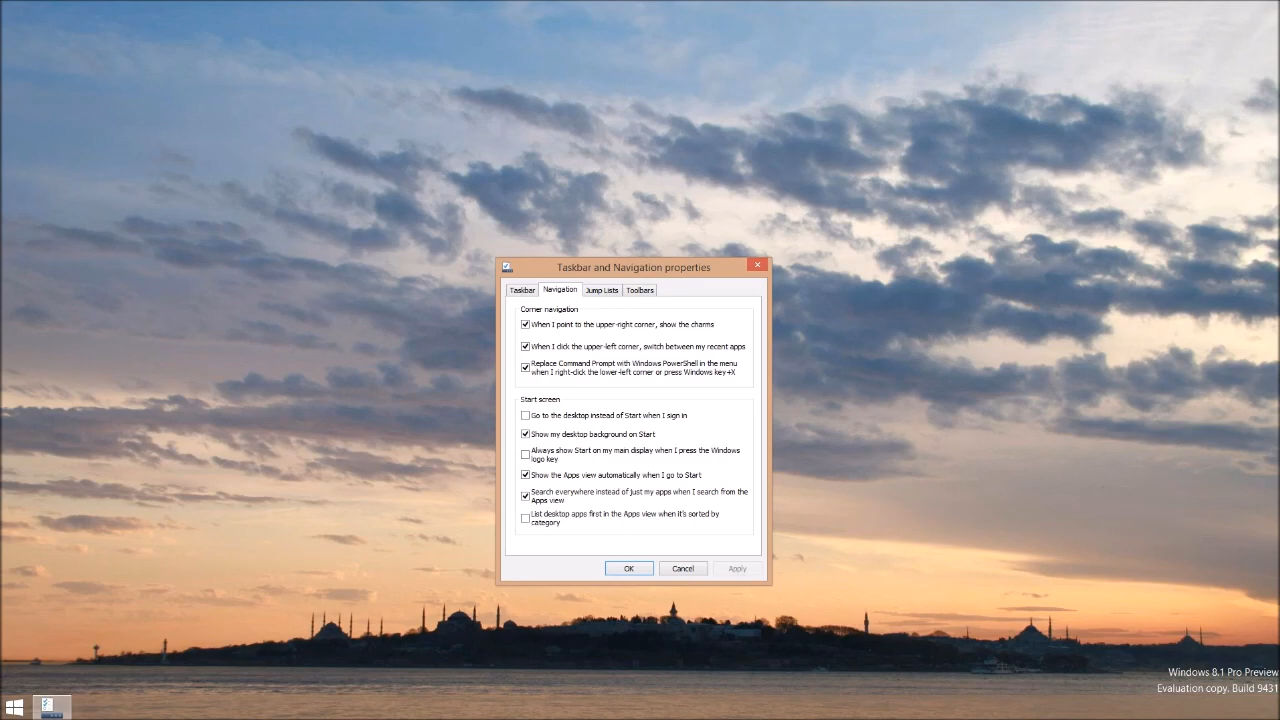 Taskbar and Navigation properties
Taskbar
Navigation
Jump Lists
Toolbars
Corner navigation
When I point to the upper-right corner, show the charms
When I click the upper-left corner, switch between my recent apps
Replace Command Prompt with Windows PowerShell in the menu
when I right-click the lower-left corner or press Windows key+X
Start screen
Go to the desktop instead of Start when I sign in
Show my desktop background on Start
Always show Start on my main display when I press the Windows
logo key
Show the Apps view automatically when I go to Start
Search everywhere instead of just my apps when I search from the
Apps view
List desktop apps first in the Apps view when it's sorted by
category
OK
Cancel
Apply
Windows 8.1 Pro Preview
Evaluation copy. Build 9431